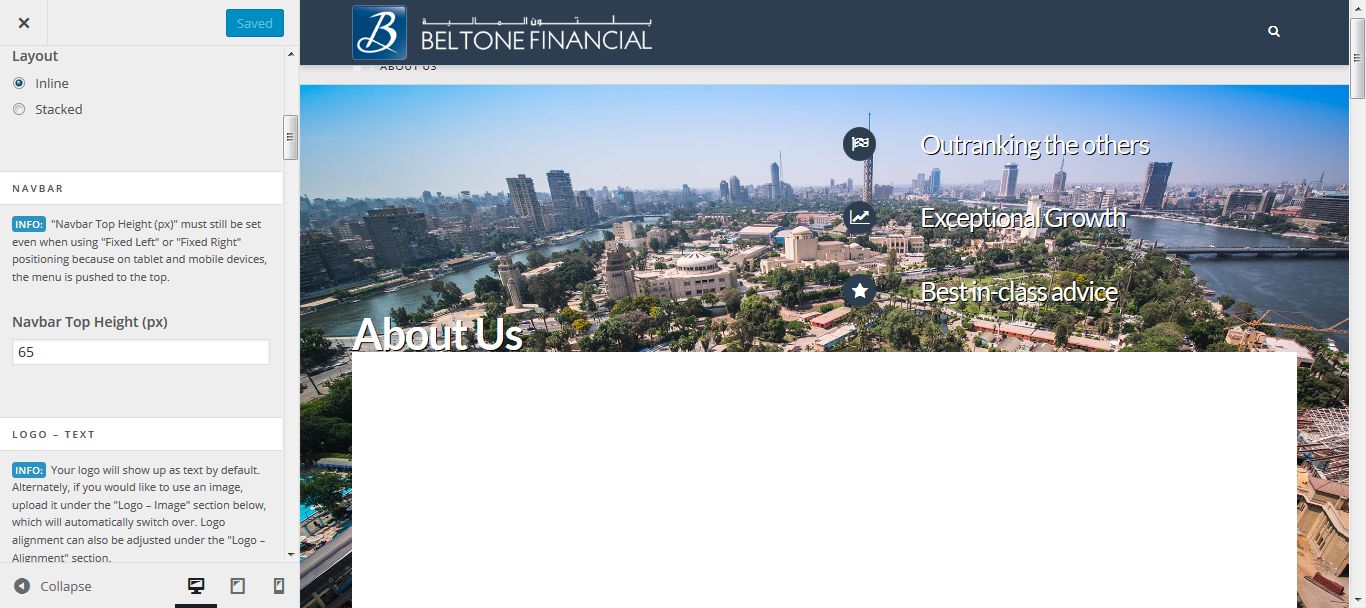 Saved
Layout
Inline
Stacked
NAVBAR
INFO: "Navbar Top Height (px)" must still be set
even when using "Fixed Left" or "Fixed Right"
positioning because on tablet and mobile devices,
the menu is pushed to the top.
Navbar Top Height (px)
65
LOGO – TEXT
INFO: Your logo will show up as text by default.
Alternately, if you would like to use an image,
upload it under the "Logo – Image" section below,
which will automatically switch over. Logo
alignment can also be adjusted under the "Logo –
Alignment" section.
Collapse
B
بلتون المالية
BELTONE FINANCIAL
ABOUT US
Outranking the others
Exceptional Growth
Best in-class advice
About Us